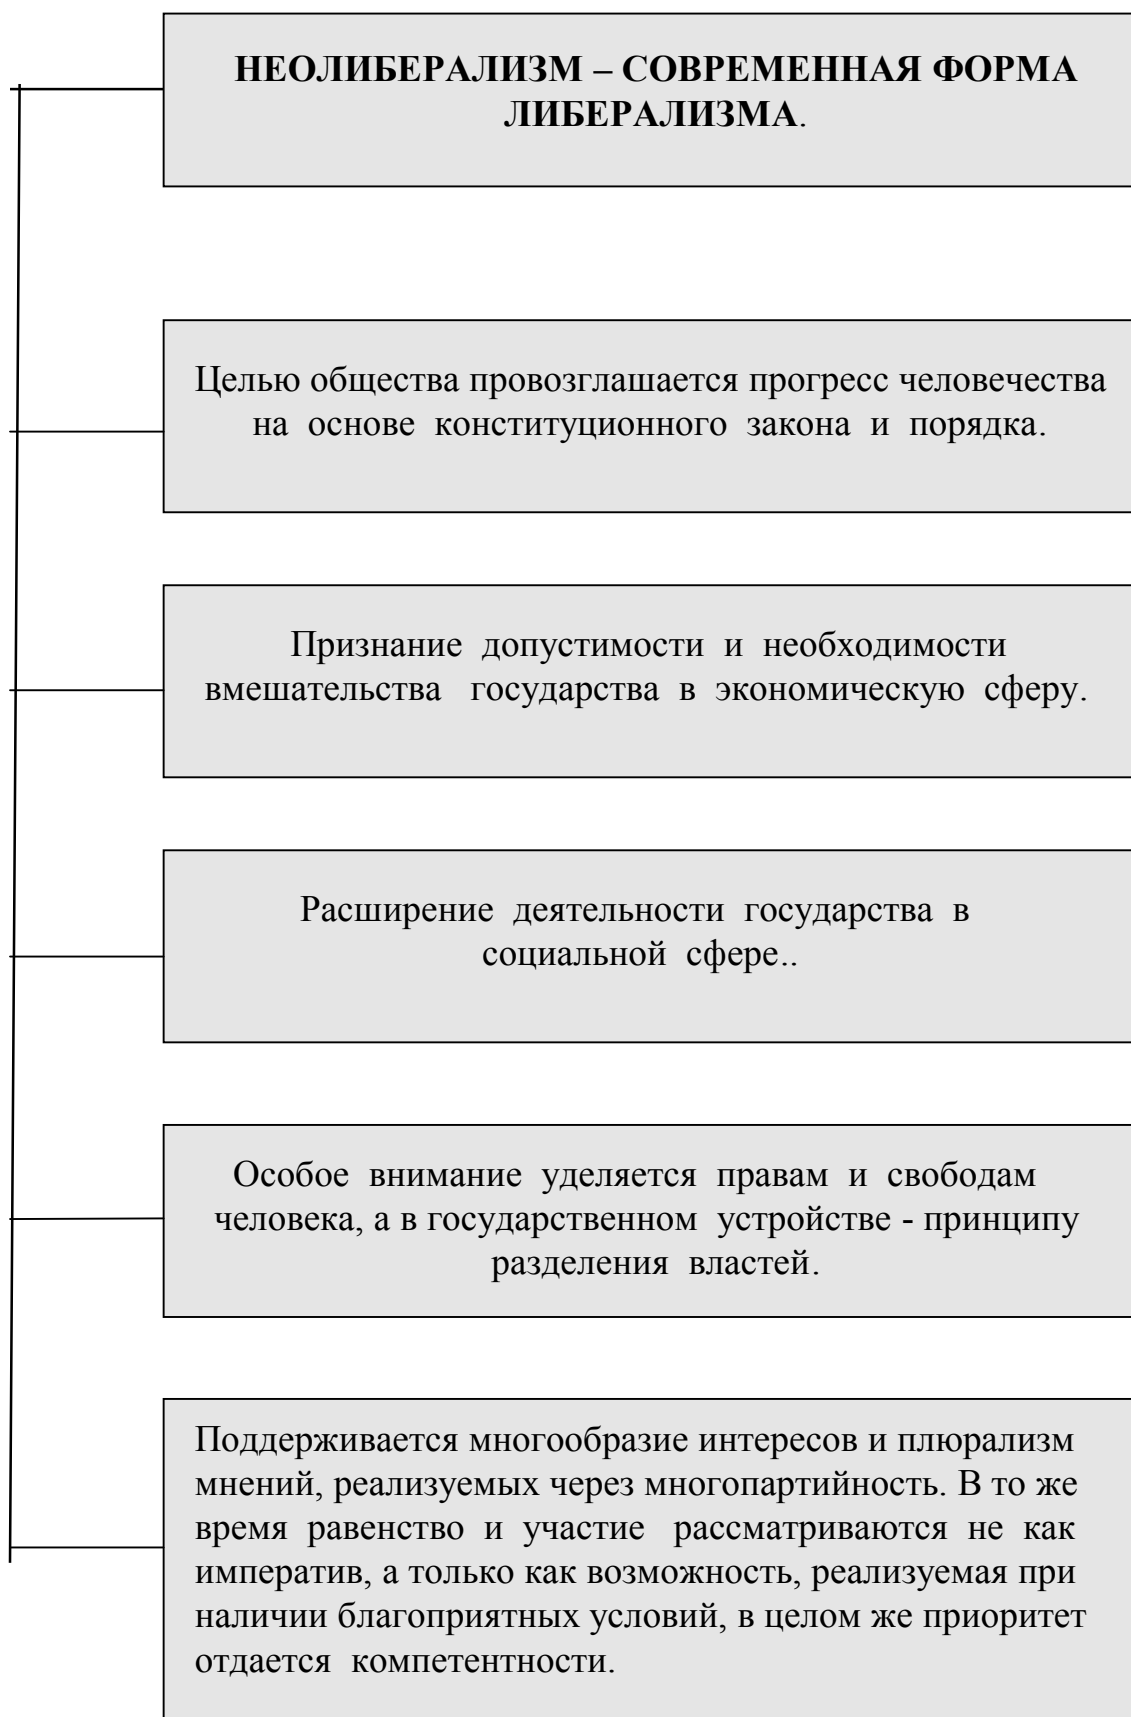 НЕОЛИБЕРАЛИЗМ – СОВРЕМЕННАЯ ФОРМА
ЛИБЕРАЛИЗМА.
Целью общества провозглашается прогресс человечества
на основе конституционного закона и порядка.
Признание допустимости и необходимости
вмешательства государства в экономическую сферу.
Расширение деятельности государства в
социальной сфере..
Особое внимание уделяется правам и свободам
человека, а в государственном устройстве - принципу
разделения властей.
Поддерживается многообразие интересов и плюрализм
мнений, реализуемых через многопартийность. В то же
время равенство и участие рассматриваются не как
императив, а только как возможность, реализуемая при
наличии благоприятных условий, в целом же приоритет
отдается компетентности.